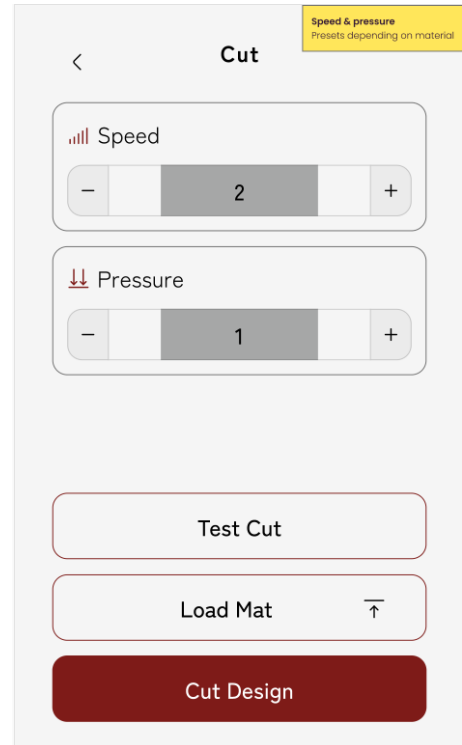 Speed & pressure
Presets depending on material
Cut
Speed
− 2 +
Pressure
− 1 +
Test Cut
Load Mat
Cut Design